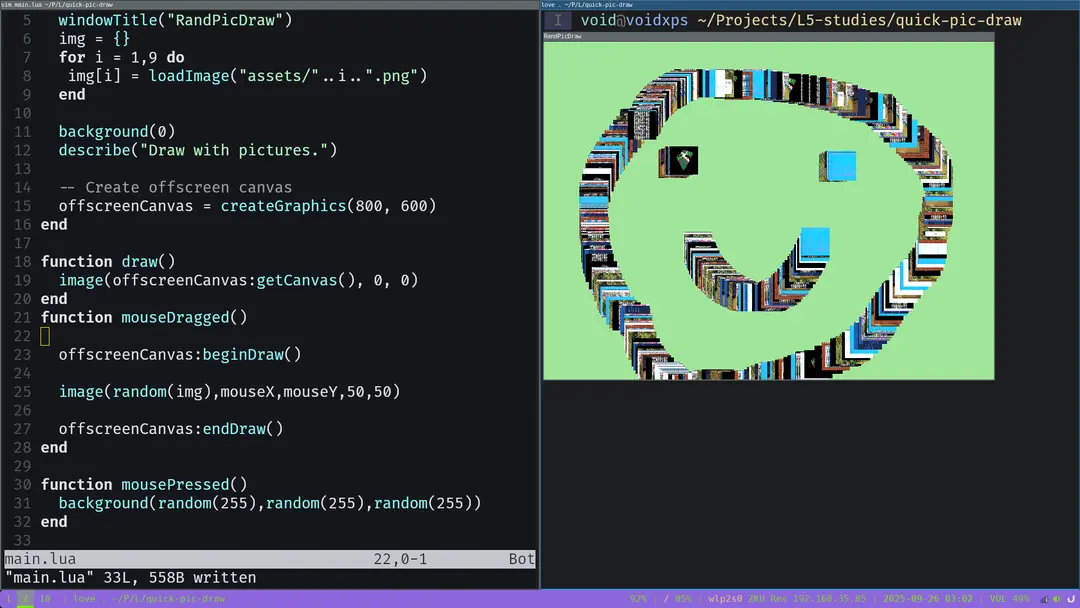 vim main.lua ~/P/L/quick-pic-draw
5 windowTitle("RandPicDraw")
6 img = {}
7 for i = 1,9 do
8 img[i] = loadImage("assets/"..i..".png")
9 end
10
11 background(0)
12 describe("Draw with pictures.")
13
14 -- Create offscreen canvas
15 offscreenCanvas = createGraphics(800, 600)
16 end
17
18 function draw()
19 image(offscreenCanvas:getCanvas(), 0, 0)
20 end
21 function mouseDragged()
22
23 offscreenCanvas:beginDraw()
24
25 image(random(img),mouseX,mouseY,50,50)
26
27 offscreenCanvas:endDraw()
28 end
29
30 function mousePressed()
31 background(random(255),random(255),random(255))
32 end
33
main.lua 22,0-1 Bot
"main.lua" 33L, 558B written
love . ~/P/L/quick-pic-draw
I void@voidxps ~/Projects/L5-studies/quick-pic-draw
RandPicDraw
1 2 10 love . ~/P/L/quick-pic-draw 92% / 85% wlp2s0 ZKU Res 192.168.35.85 2025-09-26 03:02 VOL 49%